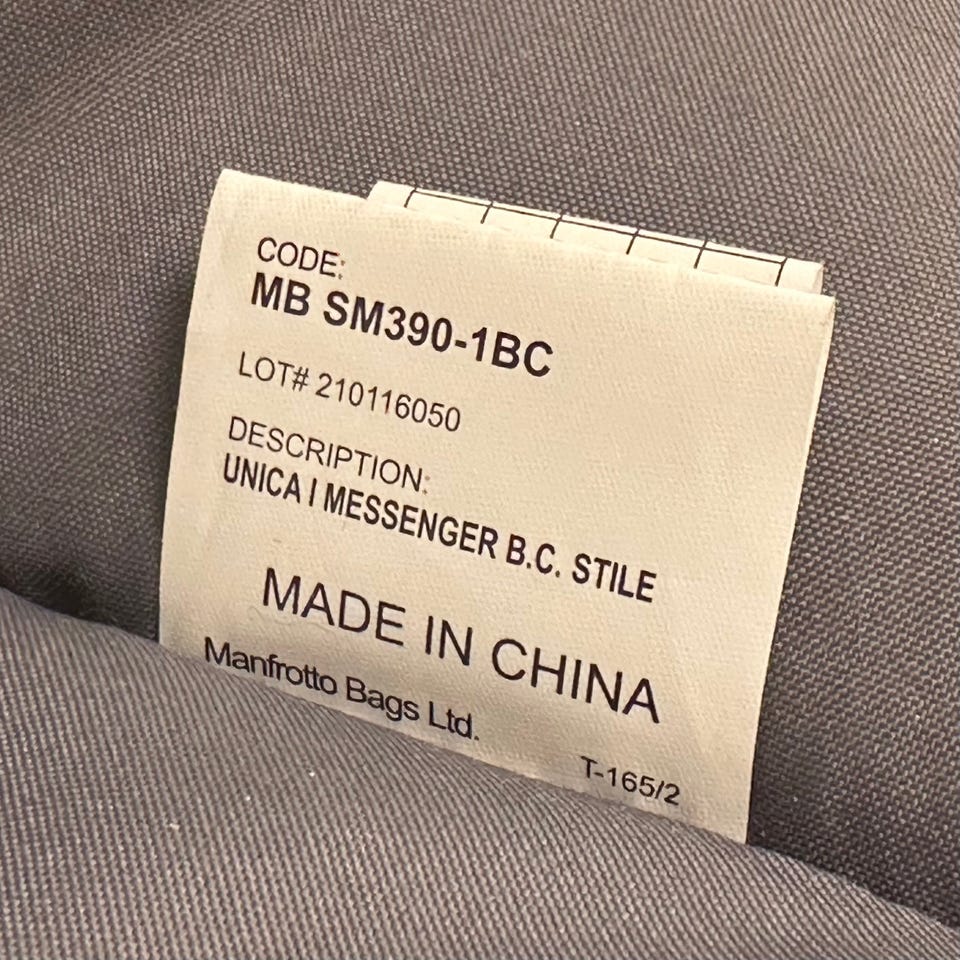 CODE:
MB SM390-1BC
LOT# 210116050
DESCRIPTION:
UNICA I MESSENGER B.C. STILE
MADE IN CHINA
Manfrotto Bags Ltd.
T-165/2